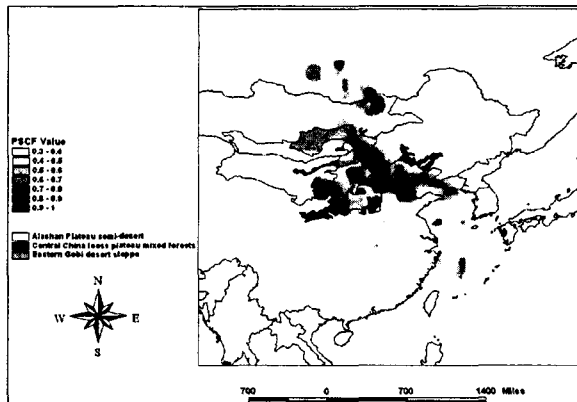 PSCF Value
0.3 - 0.4
0.4 - 0.5
0.5 - 0.6
0.6 - 0.7
0.7 - 0.8
0.8 - 0.9
0.9 - 1
Alashan Plateau semi-desert
Central China loess plateau mixed forests
Eastern Gobi desert steppe
N
W E
S
700 0 700 1400 Miles